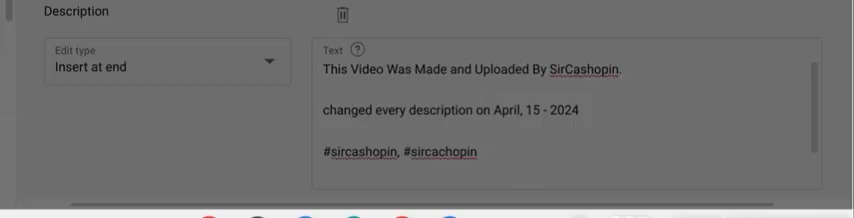 Description
Edit type
Insert at end
Text
This Video Was Made and Uploaded By SirCashopin.
changed every description on April, 15 - 2024
#sircashopin, #sircachopin